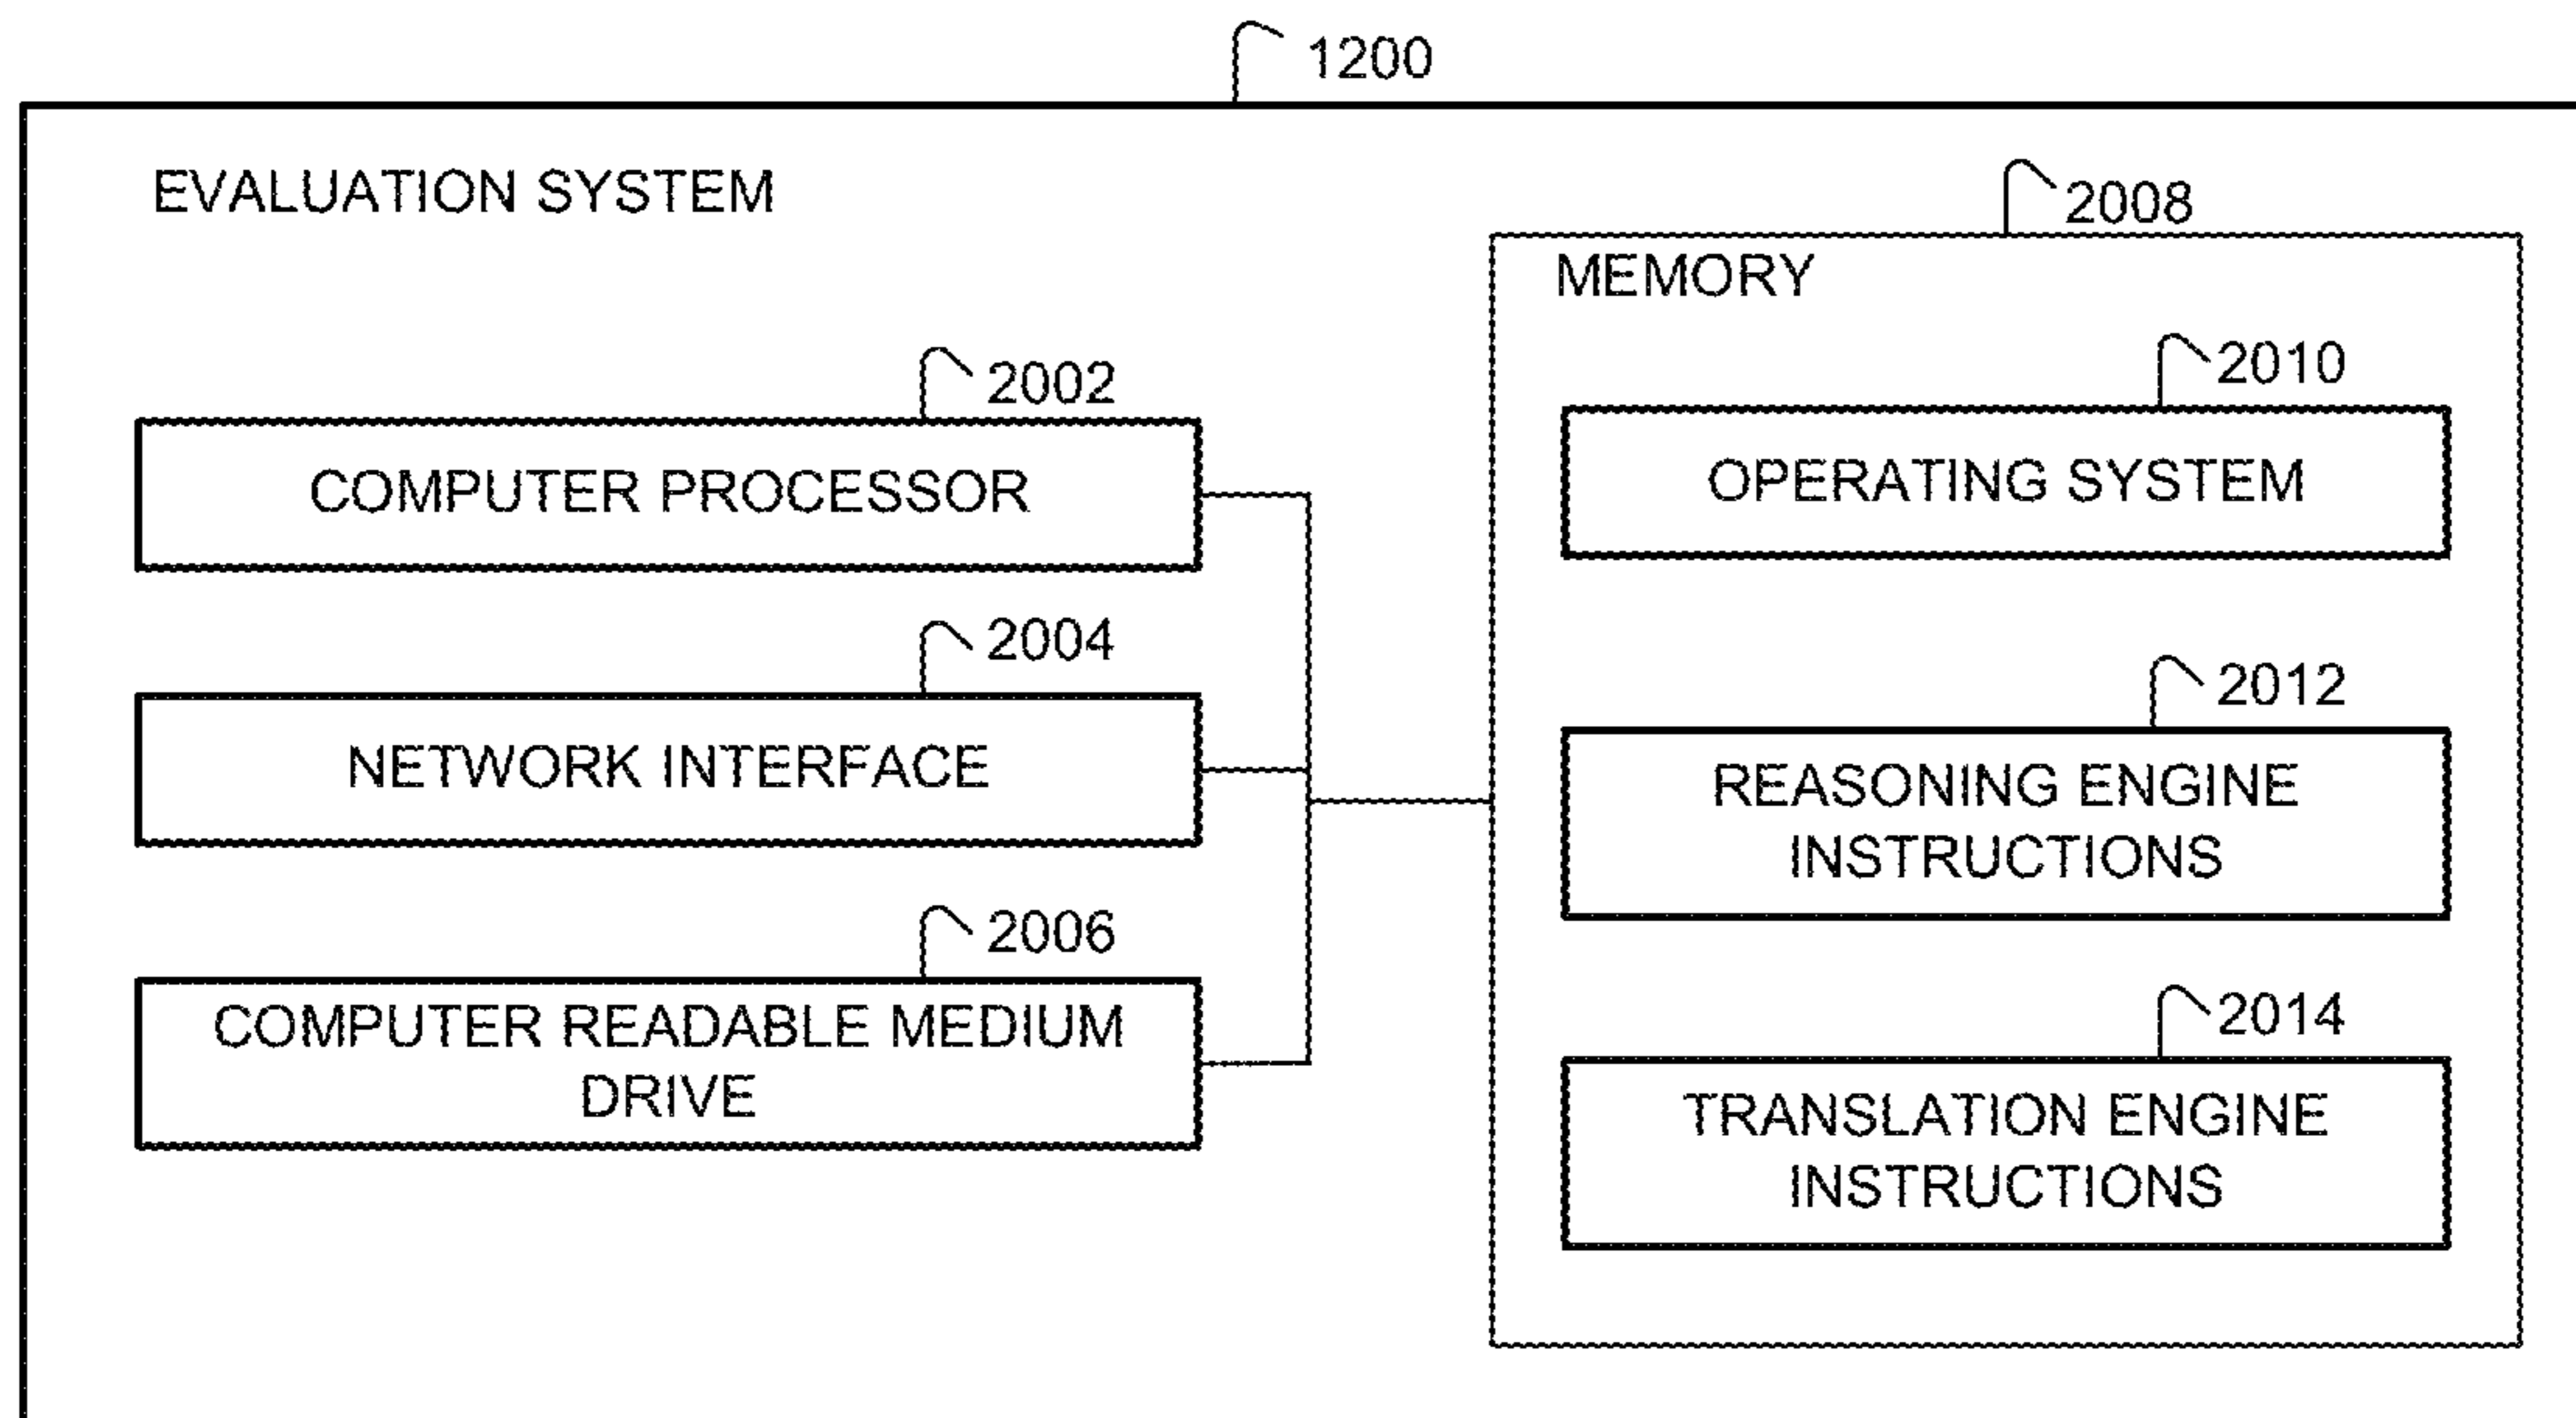 1200
EVALUATION SYSTEM
2008
MEMORY
2002
COMPUTER PROCESSOR
2004
NETWORK INTERFACE
2006
COMPUTER READABLE MEDIUM
DRIVE
2010
OPERATING SYSTEM
2012
REASONING ENGINE
INSTRUCTIONS
2014
TRANSLATION ENGINE
INSTRUCTIONS